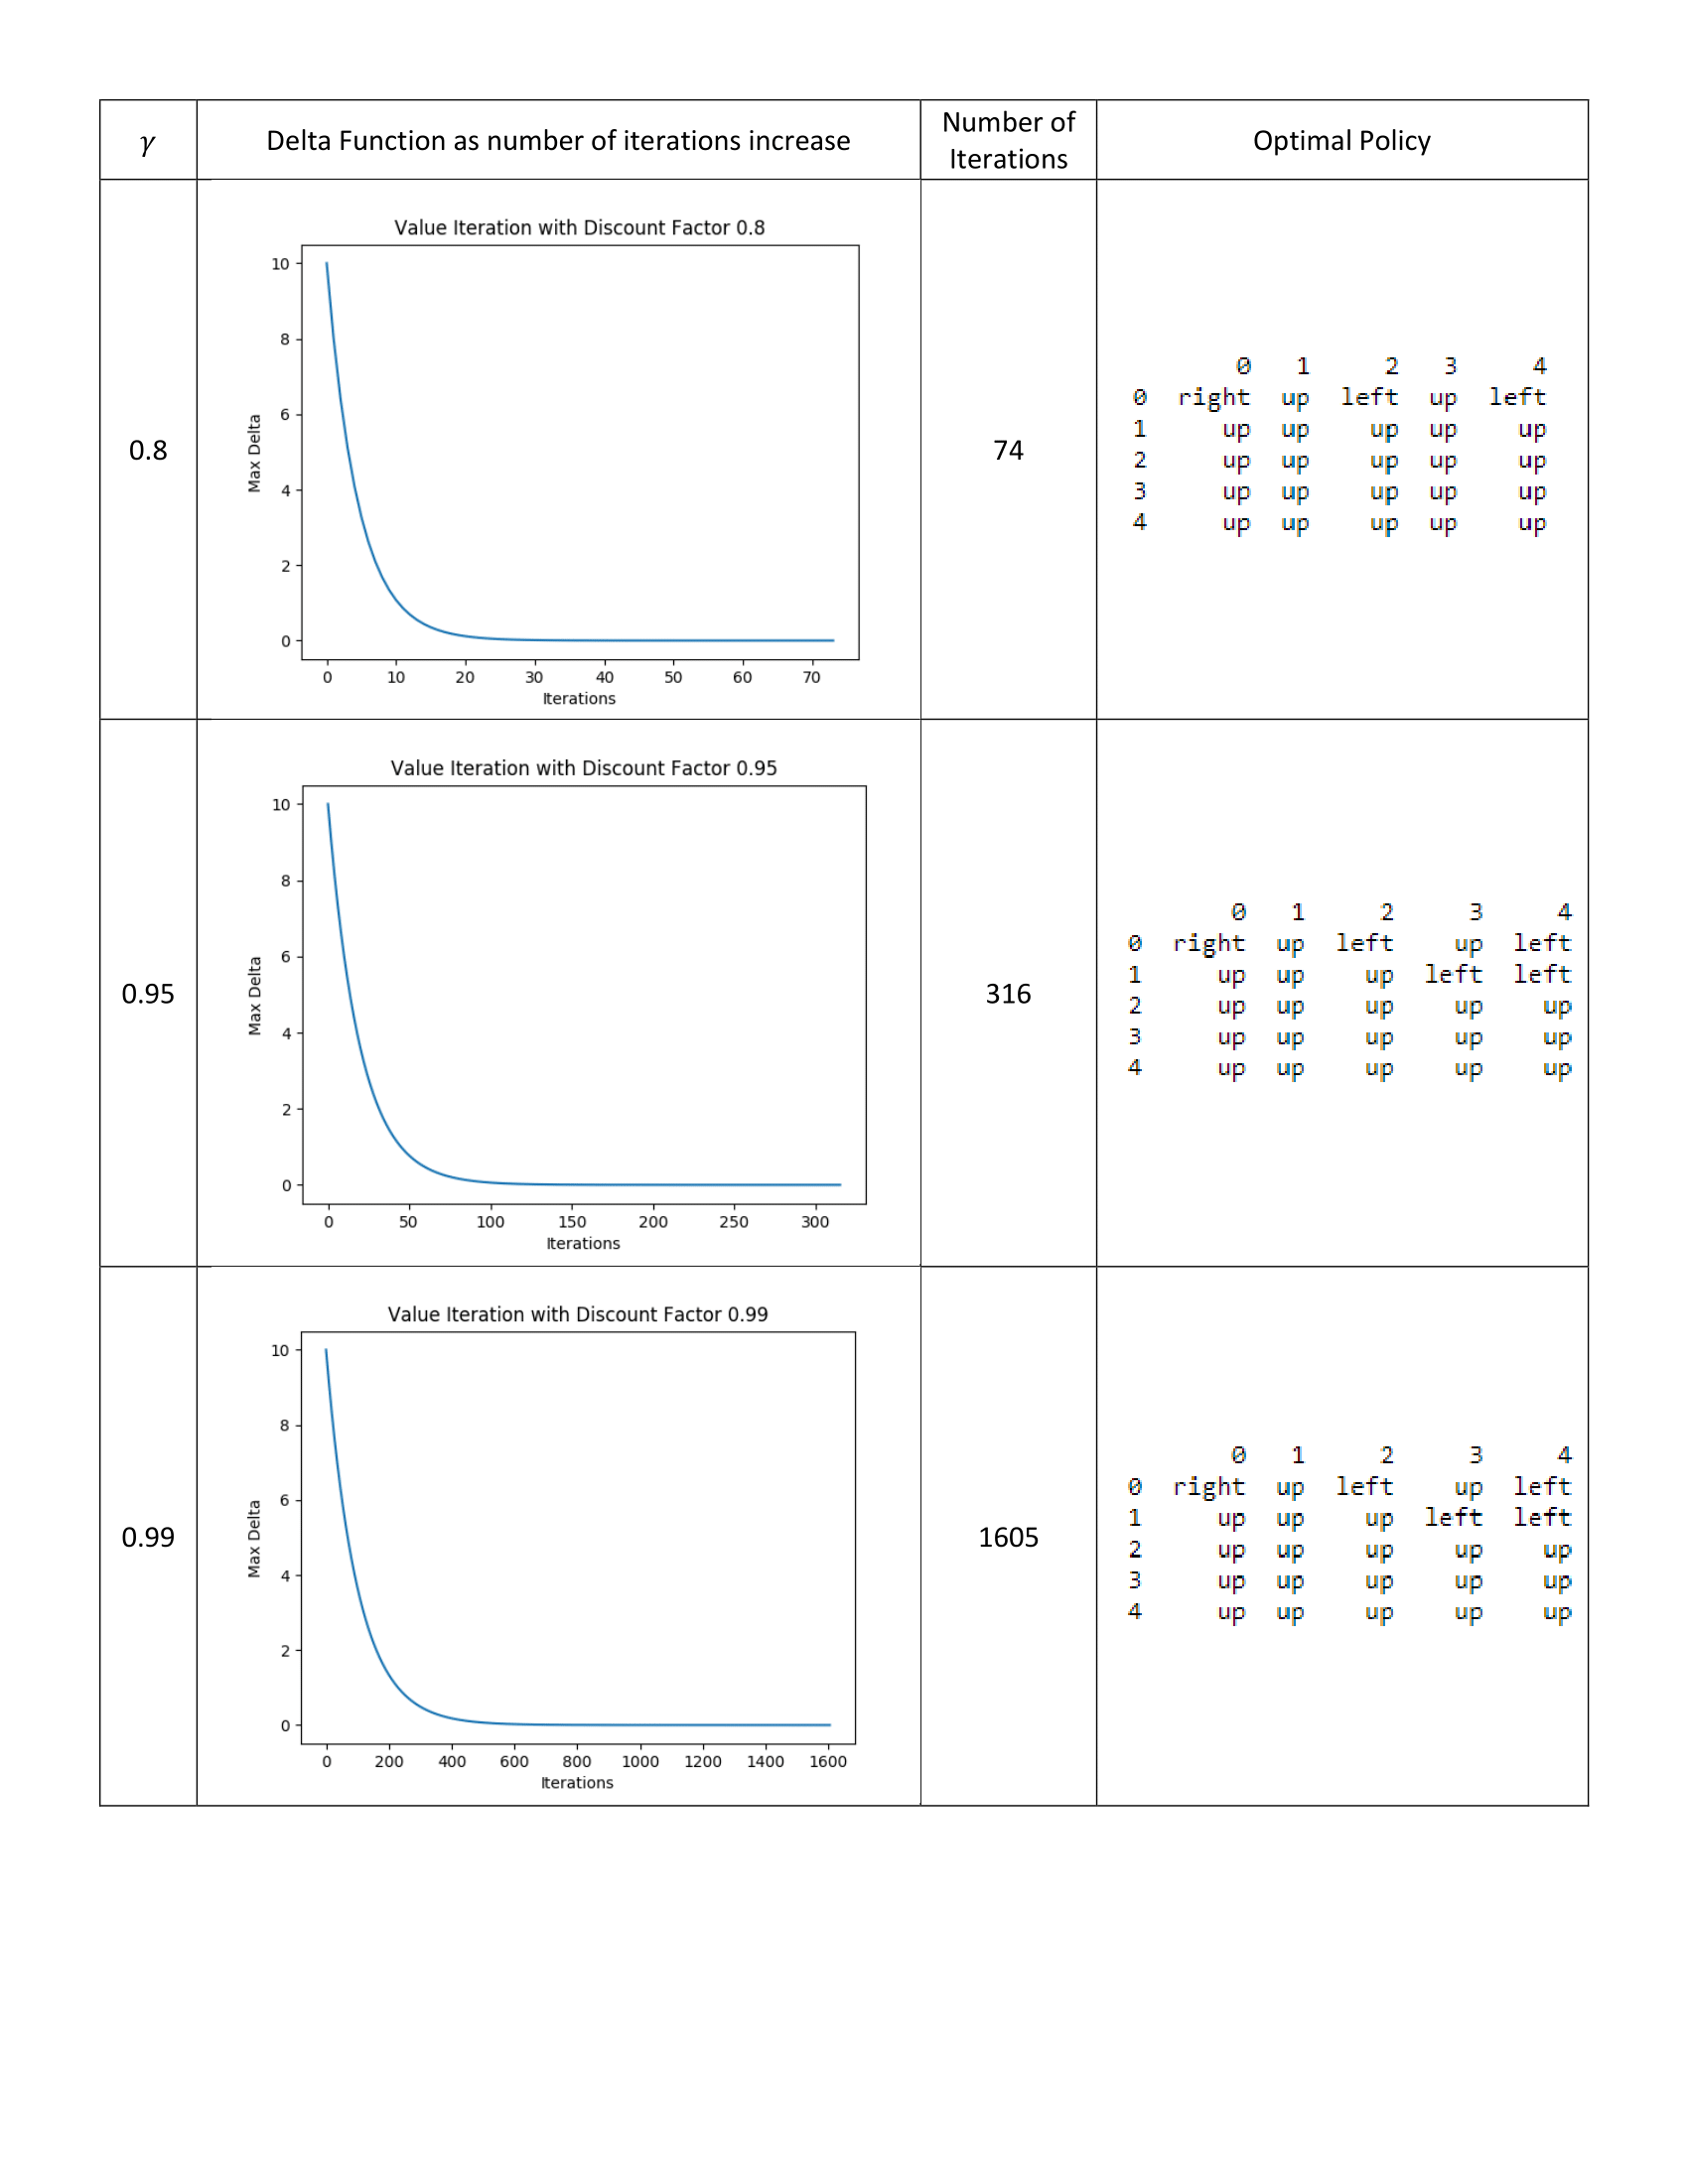 γ Delta Function as number of iterations increase Number of Iterations Optimal Policy
0.8
Value Iteration with Discount Factor 0.8
10
8
6
4
2
0
Max Delta
0 10 20 30 40 50 60 70
Iterations
74
0 1 2 3 4
0 right up left up left
1 up up up up up
2 up up up up up
3 up up up up up
4 up up up up up
0.95
Value Iteration with Discount Factor 0.95
10
8
6
4
2
0
Max Delta
0 50 100 150 200 250 300
Iterations
316
0 1 2 3 4
0 right up left up left
1 up up up left left
2 up up up up up
3 up up up up up
4 up up up up up
0.99
Value Iteration with Discount Factor 0.99
10
8
6
4
2
0
Max Delta
0 200 400 600 800 1000 1200 1400 1600
Iterations
1605
0 1 2 3 4
0 right up left up left
1 up up up left left
2 up up up up up
3 up up up up up
4 up up up up up